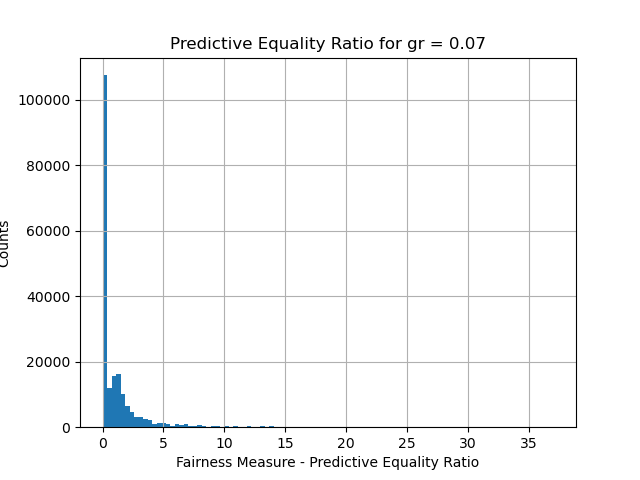 Predictive Equality Ratio for gr = 0.07
100000
80000
60000
40000
20000
0
Counts
0 5 10 15 20 25 30 35
Fairness Measure - Predictive Equality Ratio